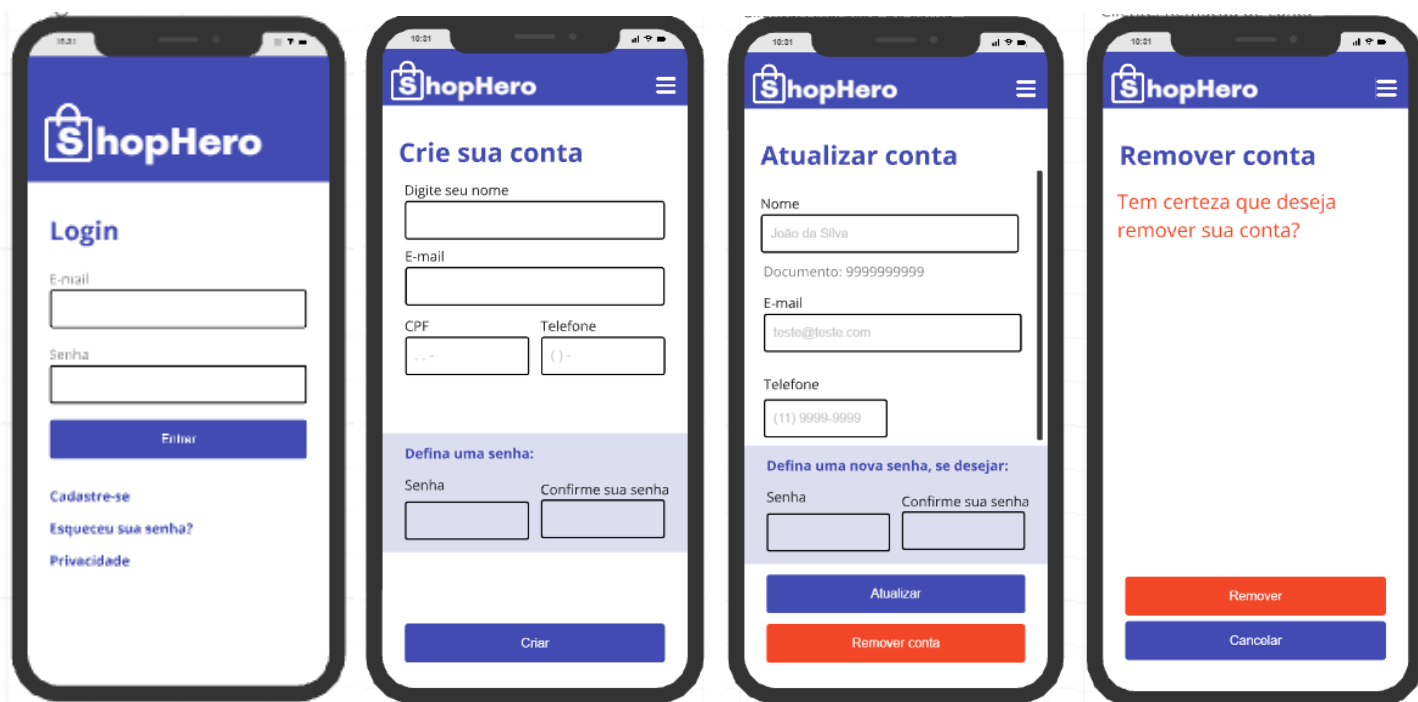 10:31
ShopHero
Login
E-mail
Senha
Entrar
Cadastre-se
Esqueceu sua senha?
Privacidade
10:31
ShopHero
Crie sua conta
Digite seu nome
E-mail
CPF
Telefone
. . -
( ) -
Defina uma senha:
Senha
Confirme sua senha
Criar
10:31
ShopHero
Atualizar conta
Nome
João da Silva
Documento: 9999999999
E-mail
teste@teste.com
Telefone
(11) 9999-9999
Defina uma nova senha, se desejar:
Senha
Confirme sua senha
Atualizar
Remover conta
10:31
ShopHero
Remover conta
Tem certeza que deseja
remover sua conta?
Remover
Cancelar